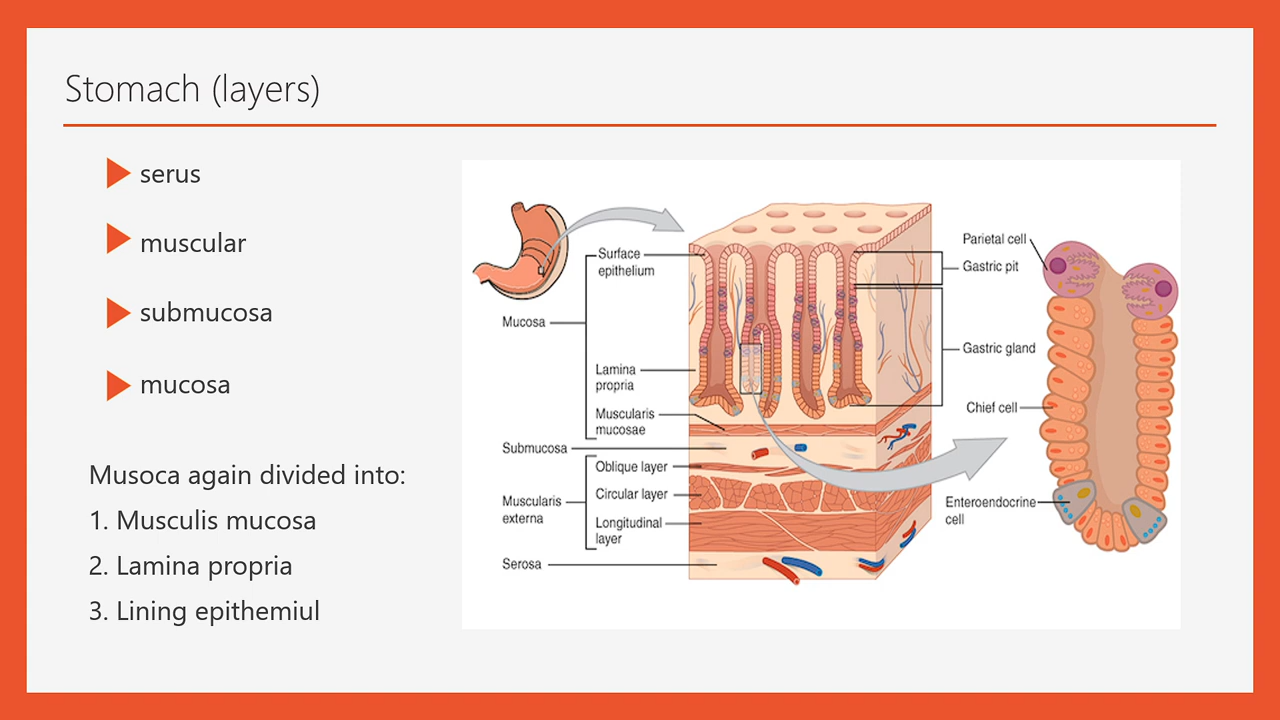 Stomach (layers)
serus
muscular
submucosa
mucosa
Musoca again divided into:
1. Musculis mucosa
2. Lamina propria
3. Lining epithemiul
Surface
epithelium
Mucosa
Lamina
propria
Muscularis
mucosae
Submucosa
Oblique layer
Muscularis
externa
Circular layer
Longitudinal
layer
Serosa
Parietal cell
Gastric pit
Gastric gland
Chief cell
Enteroendocrine
cell